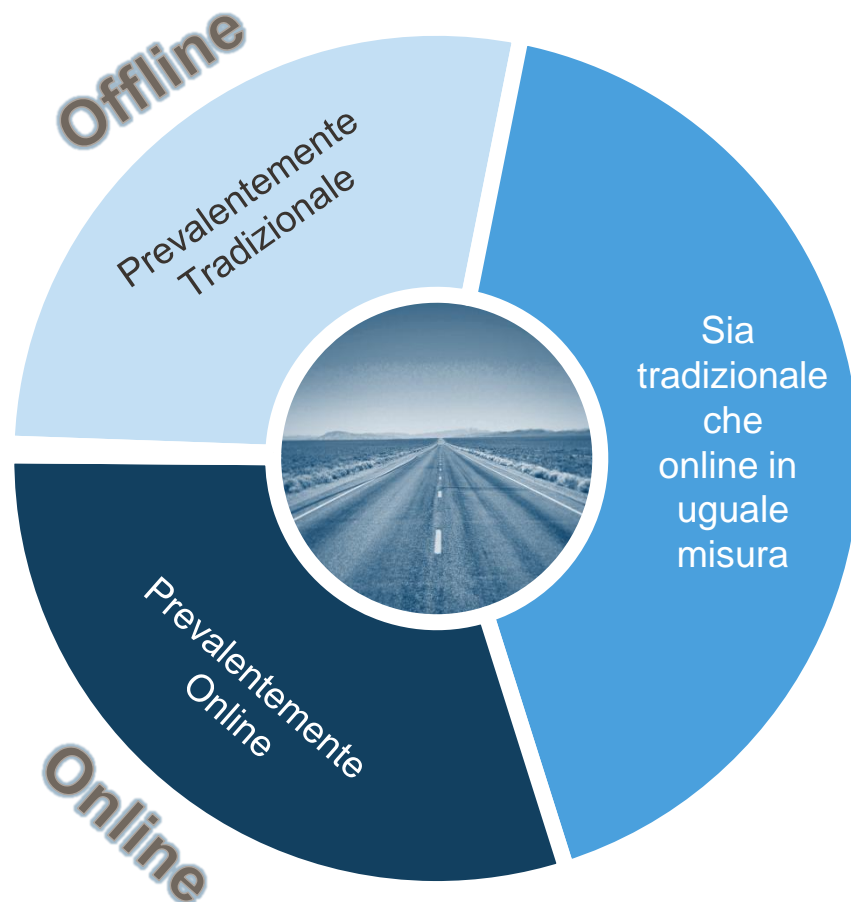 Offline
Prevalentemente
Tradizionale
Sia
tradizionale
che
online in
uguale
misura
Prevalentemente
Online
Online